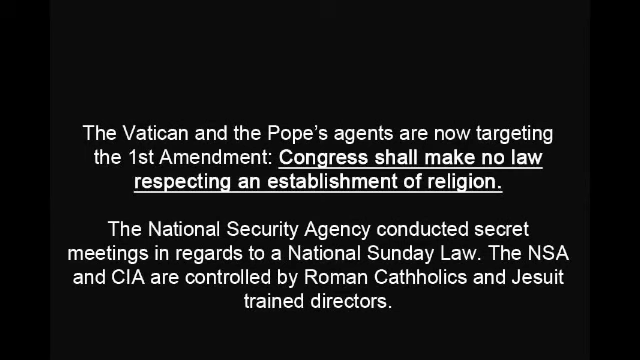 The Vatican and the Pope's agents are now targeting
the 1st Amendment: Congress shall make no law
respecting an establishment of religion.
The National Security Agency conducted secret
meetings in regards to a National Sunday Law. The NSA
and CIA are controlled by Roman Cathholics and Jesuit
trained directors.